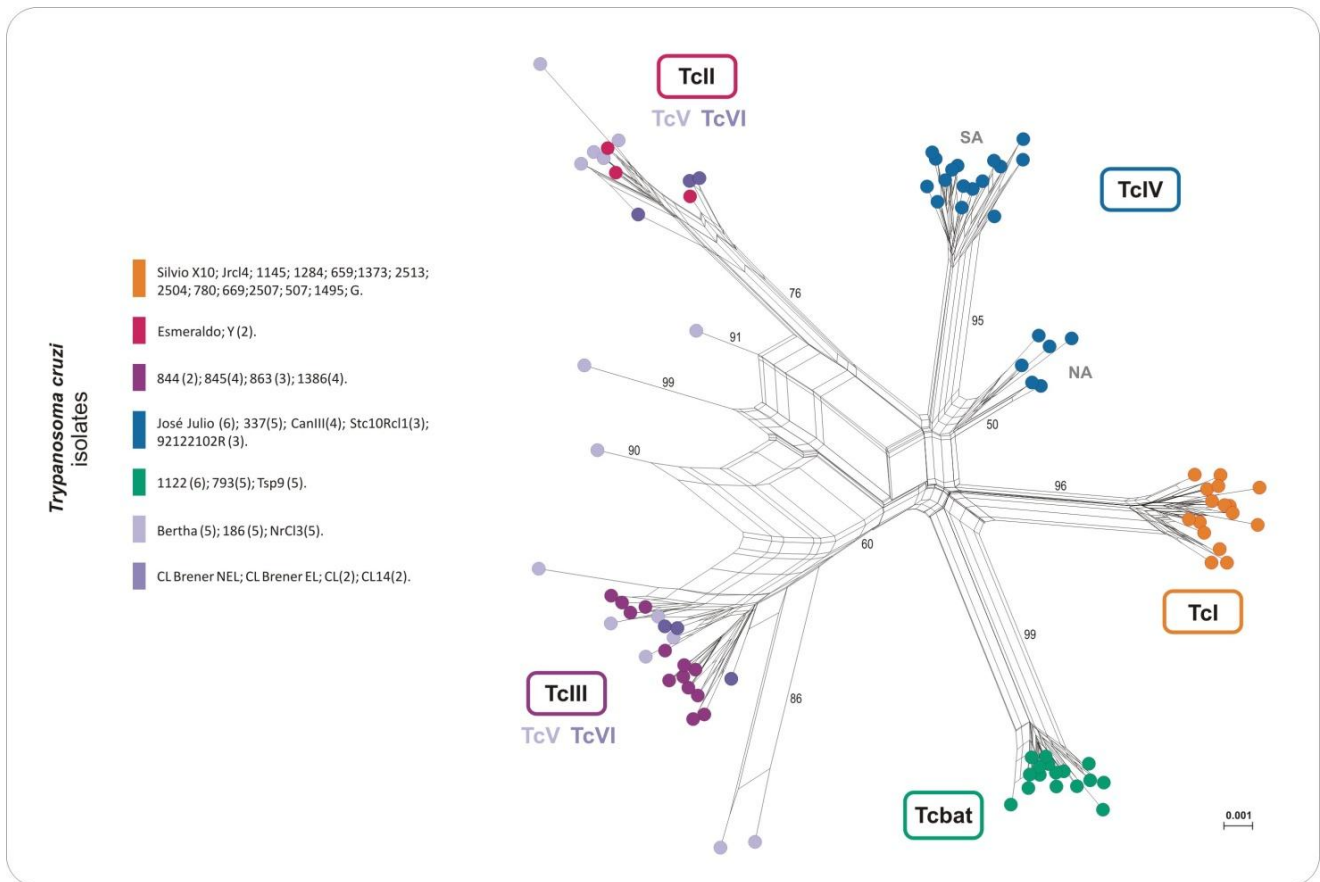 Trypanosoma cruzi
isolates
Silvio X10; Jrcl4; 1145; 1284; 659;1373; 2513;
2504; 780; 669;2507; 507; 1495; G.
Esmeraldo; Y (2).
844 (2); 845(4); 863 (3); 1386(4).
José Julio (6); 337(5); CanIII(4); Stc10Rcl1(3);
92122102R (3).
1122 (6); 793(5); Tsp9 (5).
Bertha (5); 186 (5); NrCl3(5).
CL Brener NEL; CL Brener EL; CL(2); CL14(2).
TcII
TcV TcVI
SA
TcIV
76
95
91
NA
99
50
90
96
60
TcI
99
TcIII
TcV TcVI
86
Tcbat
0.001